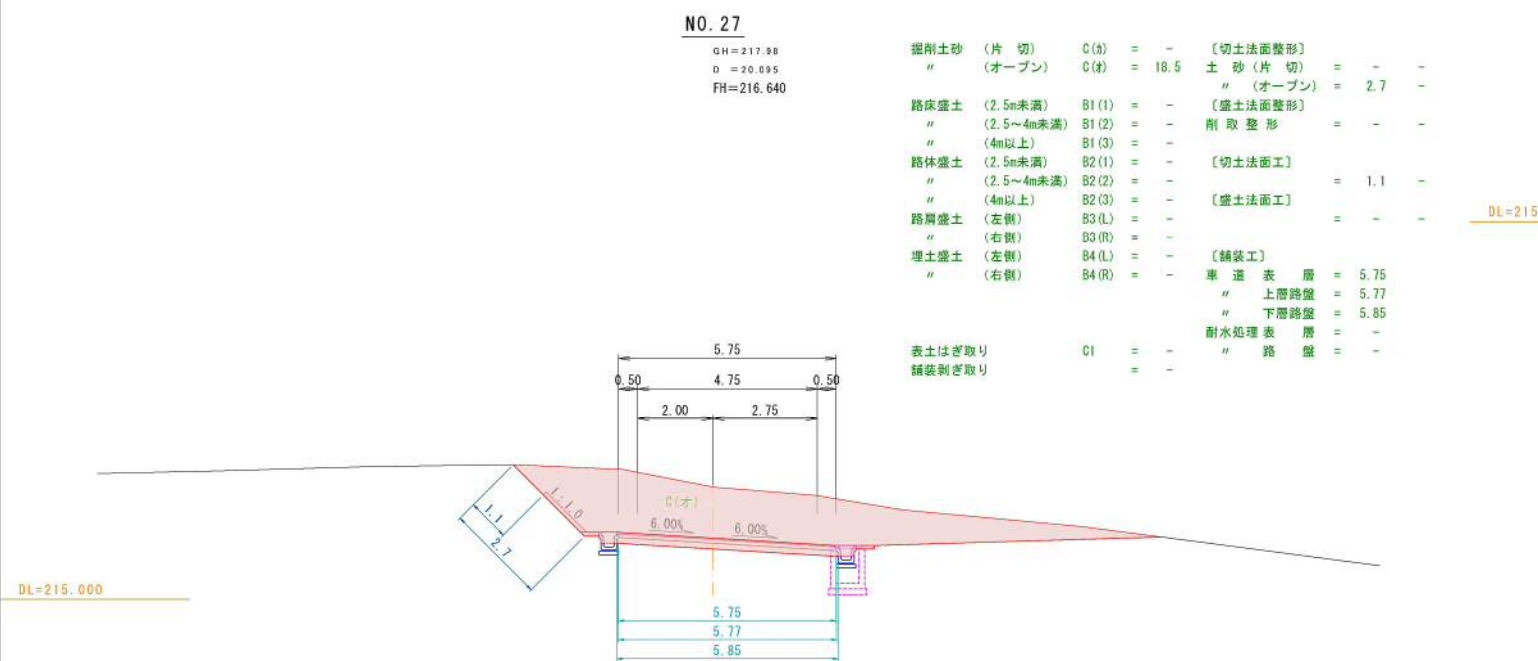 NO. 27
GH=217.98
D =20.095
FH=216.640
掘削土砂 (片 切) C(カ) = - 〔切土法面整形〕
〃 (オープン) C(オ) = 18.5 土 砂 (片 切) = - -
〃 (オープン) = 2.7 -
路床盛土 (2.5m未満) B1(1) = - 〔盛土法面整形〕
〃 (2.5~4m未満) B1(2) = - 削 取 整 形 = - -
〃 (4m以上) B1(3) = -
路体盛土 (2.5m未満) B2(1) = - 〔切土法面工〕
〃 (2.5~4m未満) B2(2) = - = 1.1 -
〃 (4m以上) B2(3) = - 〔盛土法面工〕
路肩盛土 (左側) B3(L) = - = - -
〃 (右側) B3(R) = -
埋土盛土 (左側) B4(L) = - 〔舗装工〕
〃 (右側) B4(R) = - 車 道 表 層 = 5.75
〃 上層路盤 = 5.77
〃 下層路盤 = 5.85
耐水処理 表 層 = -
表土はぎ取り C1 = - 〃 路 盤 = -
舗装剥ぎ取り = -
DL=215
5.75
0.50 4.75 0.50
2.00 2.75
C(オ)
1:1.0
6.00% 6.00%
1.1
2.7
DL=215.000
5.75
5.77
5.85